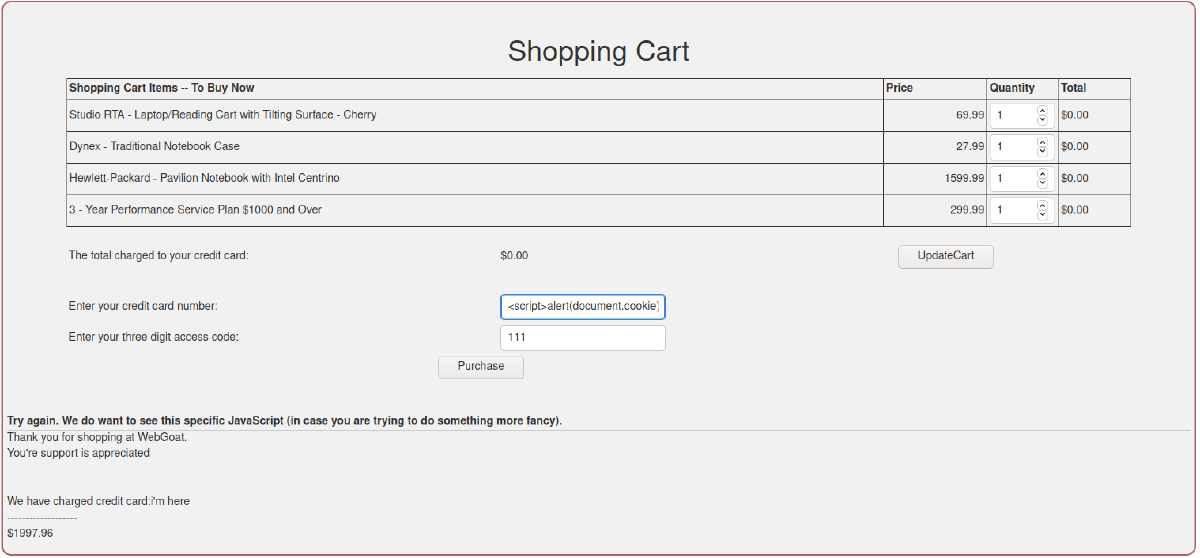 Shopping Cart
Shopping Cart Items -- To Buy Now Price Quantity Total
Studio RTA - Laptop/Reading Cart with Tilting Surface - Cherry 69.99 1 $0.00
Dynex - Traditional Notebook Case 27.99 1 $0.00
Hewlett-Packard - Pavilion Notebook with Intel Centrino 1599.99 1 $0.00
3 - Year Performance Service Plan $1000 and Over 299.99 1 $0.00
The total charged to your credit card: $0.00 UpdateCart
Enter your credit card number: <script>alert(document.cookie)
Enter your three digit access code: 111
Purchase
Try again. We do want to see this specific JavaScript (in case you are trying to do something more fancy).
Thank you for shopping at WebGoat.
You're support is appreciated
We have charged credit card:i'm here
-------------------
$1997.96